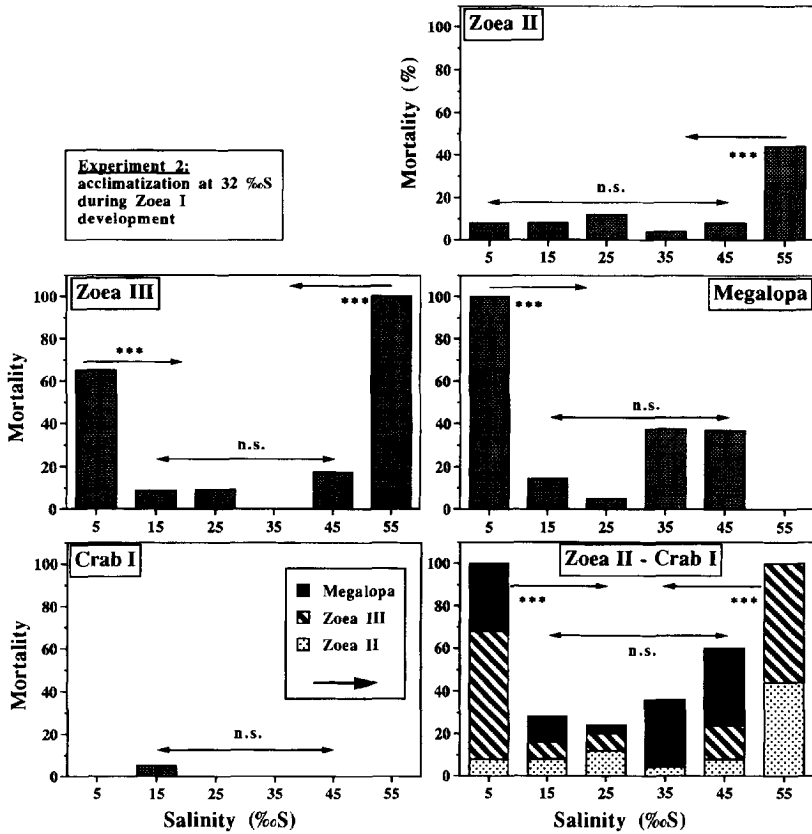 Zoea II
Mortality (%)
100
80
60
40
20
0
***
n.s.
5 15 25 35 45 55
Experiment 2:
acclimatization at 32 ‰S
during Zoea I
development
Zoea III
Mortality
100
80
60
40
20
0
***
***
n.s.
5 15 25 35 45 55
Megalopa
100
80
60
40
20
0
***
n.s.
5 15 25 35 45 55
Crab I
Mortality
100
80
60
40
20
0
Megalopa
Zoea III
Zoea II
n.s.
5 15 25 35 45 55
Salinity (‰S)
Zoea II - Crab I
100
80
60
40
20
0
***
***
n.s.
5 15 25 35 45 55
Salinity (‰S)